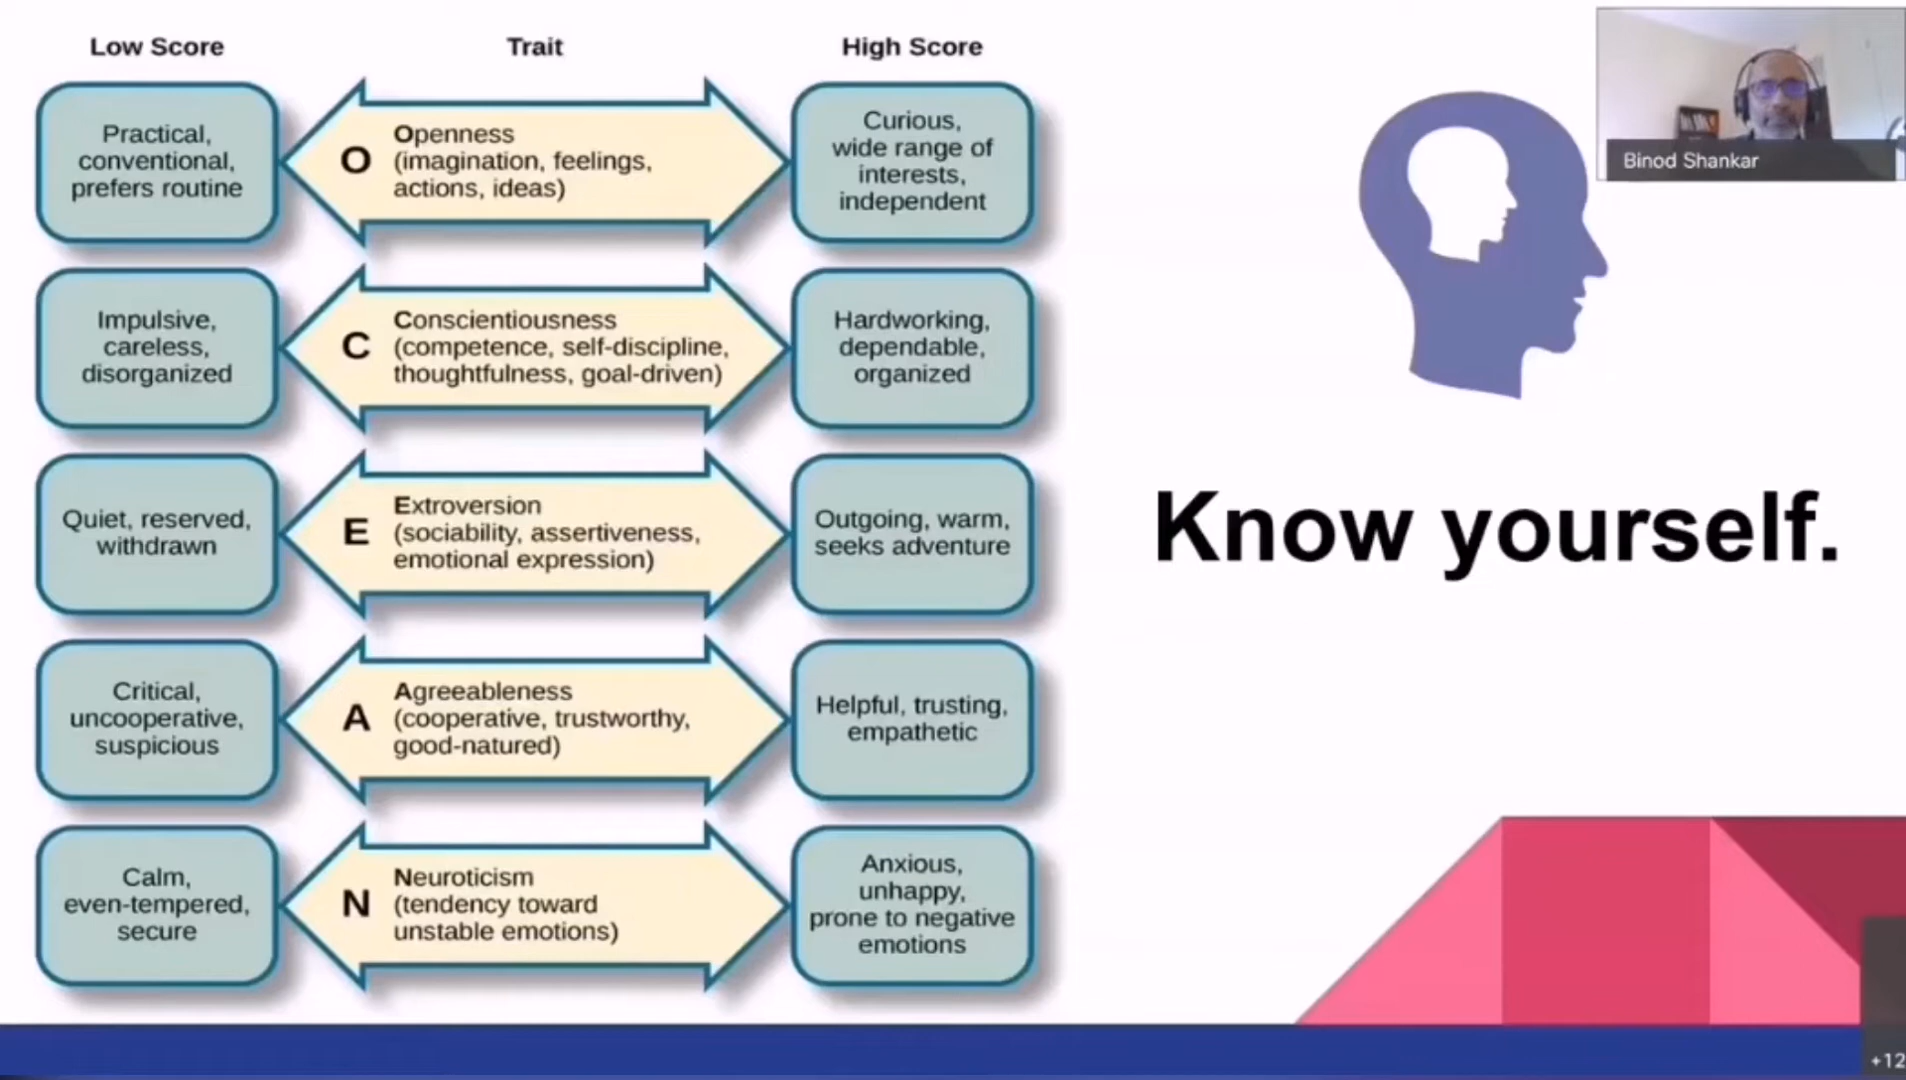 Low Score
Trait
High Score
Practical,
conventional,
prefers routine
O
Openness
(imagination, feelings,
actions, ideas)
Curious,
wide range of
interests,
independent
Impulsive,
careless,
disorganized
C
Conscientiousness
(competence, self-discipline,
thoughtfulness, goal-driven)
Hardworking,
dependable,
organized
Quiet, reserved,
withdrawn
E
Extroversion
(sociability, assertiveness,
emotional expression)
Outgoing, warm,
seeks adventure
Critical,
uncooperative,
suspicious
A
Agreeableness
(cooperative, trustworthy,
good-natured)
Helpful, trusting,
empathetic
Calm,
even-tempered,
secure
N
Neuroticism
(tendency toward
unstable emotions)
Anxious,
unhappy,
prone to negative
emotions
Binod Shankar
Know yourself.
+12